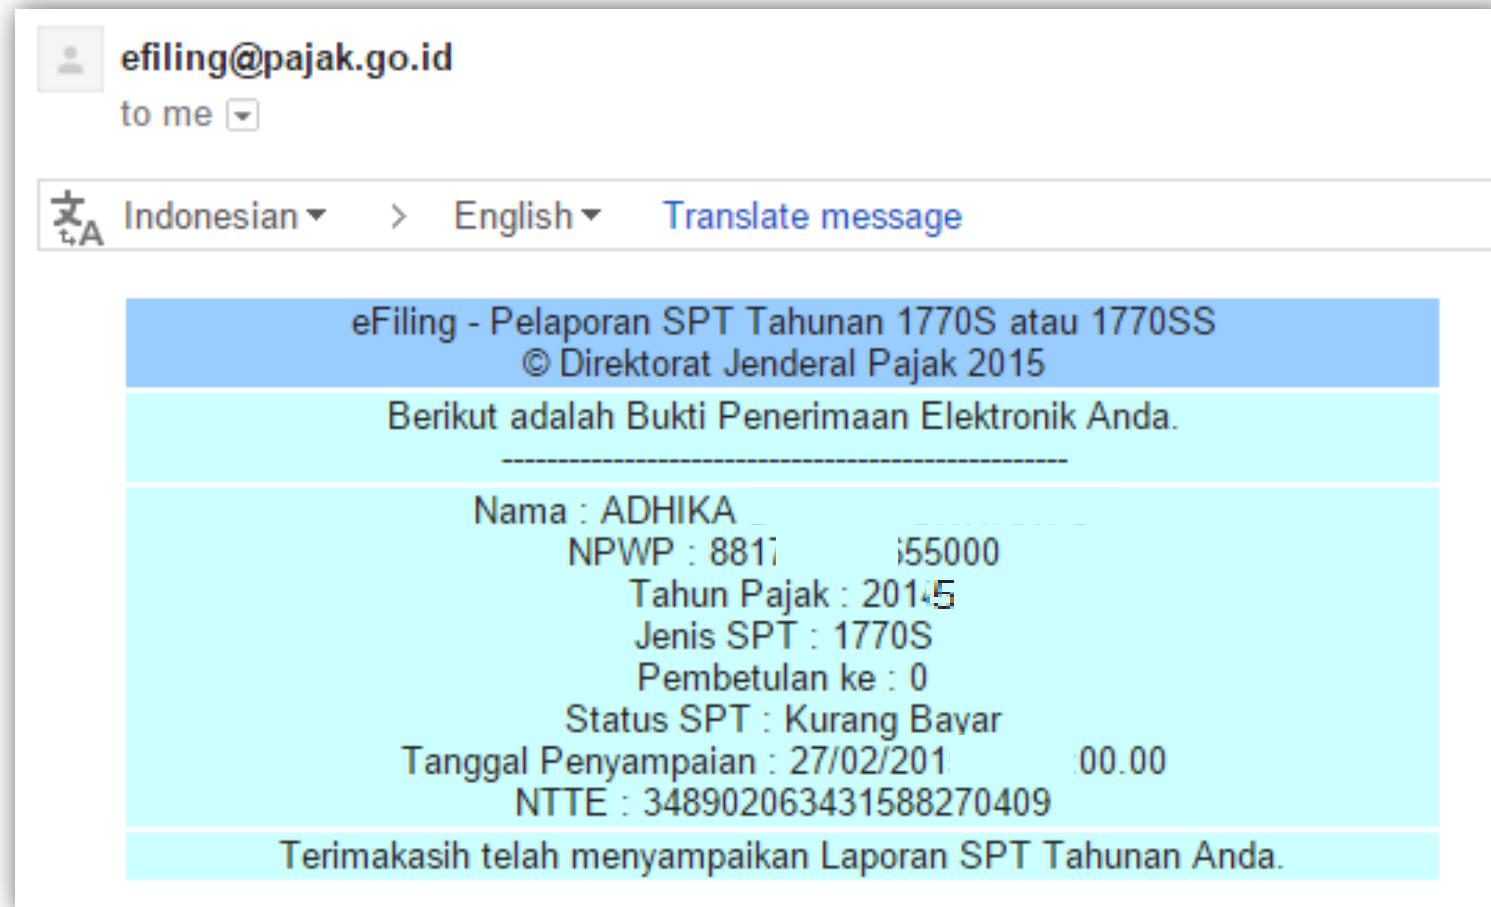 efiling@pajak.go.id
to me
Indonesian > English Translate message
eFiling - Pelaporan SPT Tahunan 1770S atau 1770SS
© Direktorat Jenderal Pajak 2015
Berikut adalah Bukti Penerimaan Elektronik Anda.
--------------------------------------------------
Nama : ADHIKA
NPWP : 881 55000
Tahun Pajak : 2015
Jenis SPT : 1770S
Pembetulan ke : 0
Status SPT : Kurang Bayar
Tanggal Penyampaian : 27/02/201 :00.00
NTTE : 348902063431588270409
Terimakasih telah menyampaikan Laporan SPT Tahunan Anda.